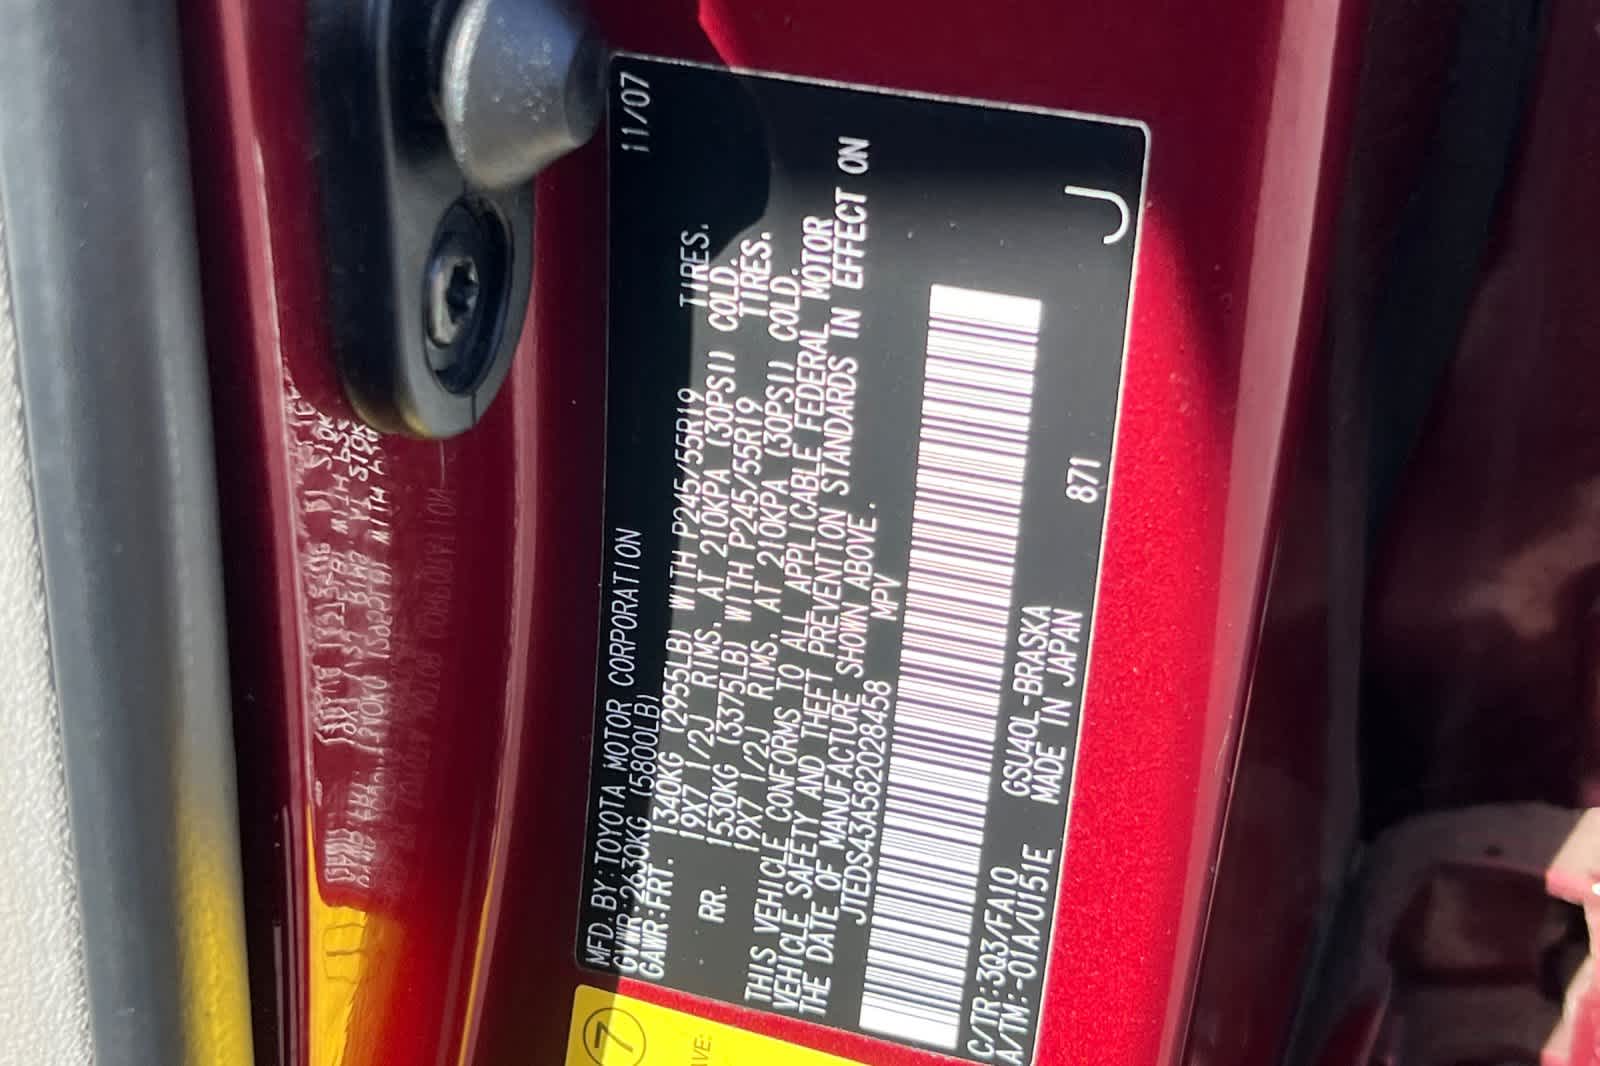 MFD.BY:TOYOTA MOTOR CORPORATION 11/07
GVWR:2630KG (5800LB)
GAWR:FRT. 1340KG (2955LB) WITH P245/55R19 TIRES,
19X7 1/2J RIMS, AT 210KPA (30PSI) COLD.
RR. 1530KG (3375LB) WITH P245/55R19 TIRES,
19X7 1/2J RIMS, AT 210KPA (30PSI) COLD.
THIS VEHICLE CONFORMS TO ALL APPLICABLE FEDERAL MOTOR
VEHICLE SAFETY AND THEFT PREVENTION STANDARDS IN EFFECT ON
THE DATE OF MANUFACTURE SHOWN ABOVE.
JTEDS43A582028458 MPV
C/TR:303/FA10 GSU40L-BRASKA 871 J
A/TM:-01A/U151E MADE IN JAPAN
7